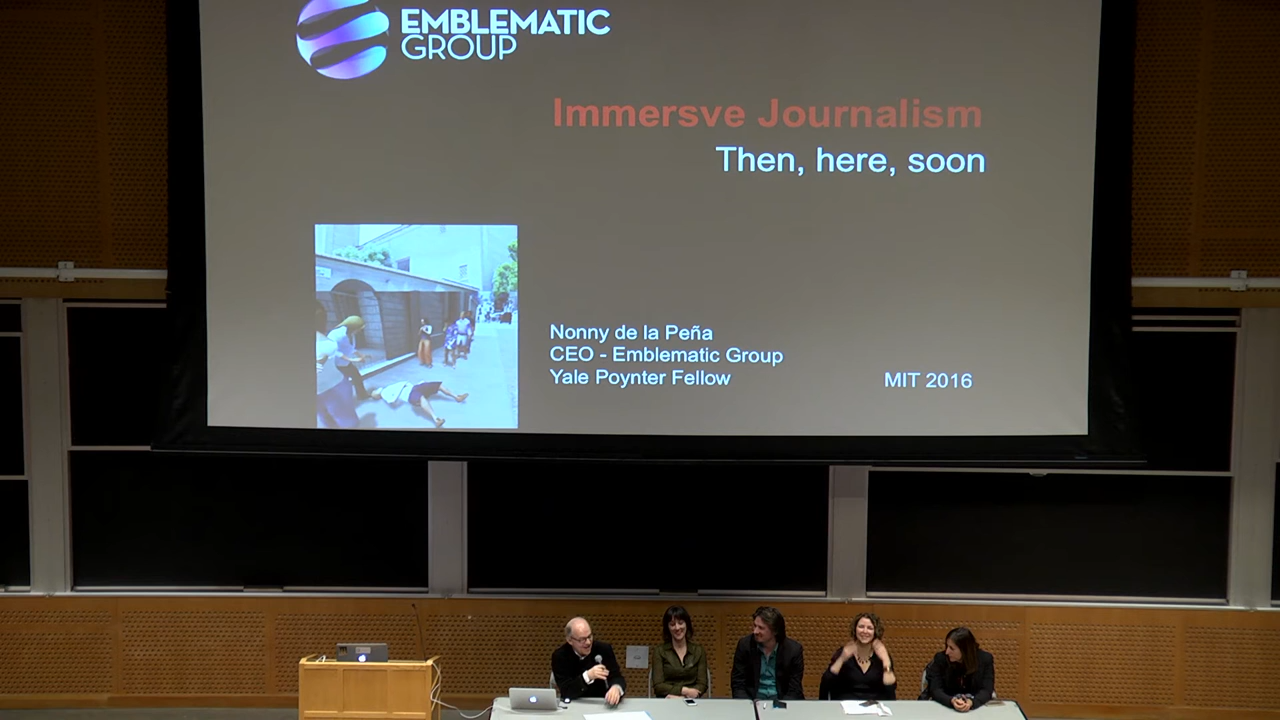 EMBLEMATIC
GROUP
Immersve Journalism
Then, here, soon
Nonny de la Peña
CEO - Emblematic Group
Yale Poynter Fellow
MIT 2016